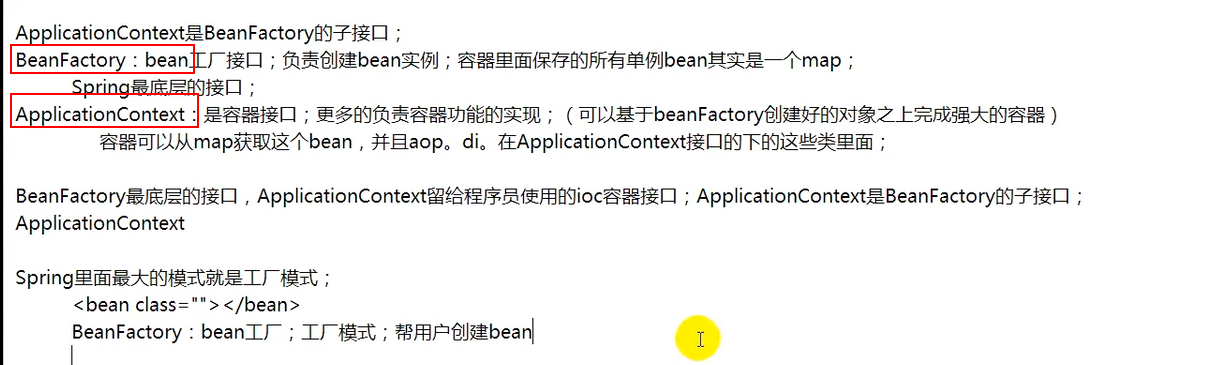 ApplicationContext是BeanFactory的子接口；
BeanFactory：bean工厂接口；负责创建bean实例；容器里面保存的所有单例bean其实是一个map；
Spring最底层的接口；
ApplicationContext：是容器接口；更多的负责容器功能的实现；（可以基于beanFactory创建好的对象之上完成强大的容器）
容器可以从map获取这个bean，并且aop。di。在ApplicationContext接口的下的这些类里面；
BeanFactory最底层的接口，ApplicationContext留给程序员使用的ioc容器接口；ApplicationContext是BeanFactory的子接口；
ApplicationContext
Spring里面最大的模式就是工厂模式；
<bean class=""></bean>
BeanFactory：bean工厂；工厂模式；帮用户创建bean